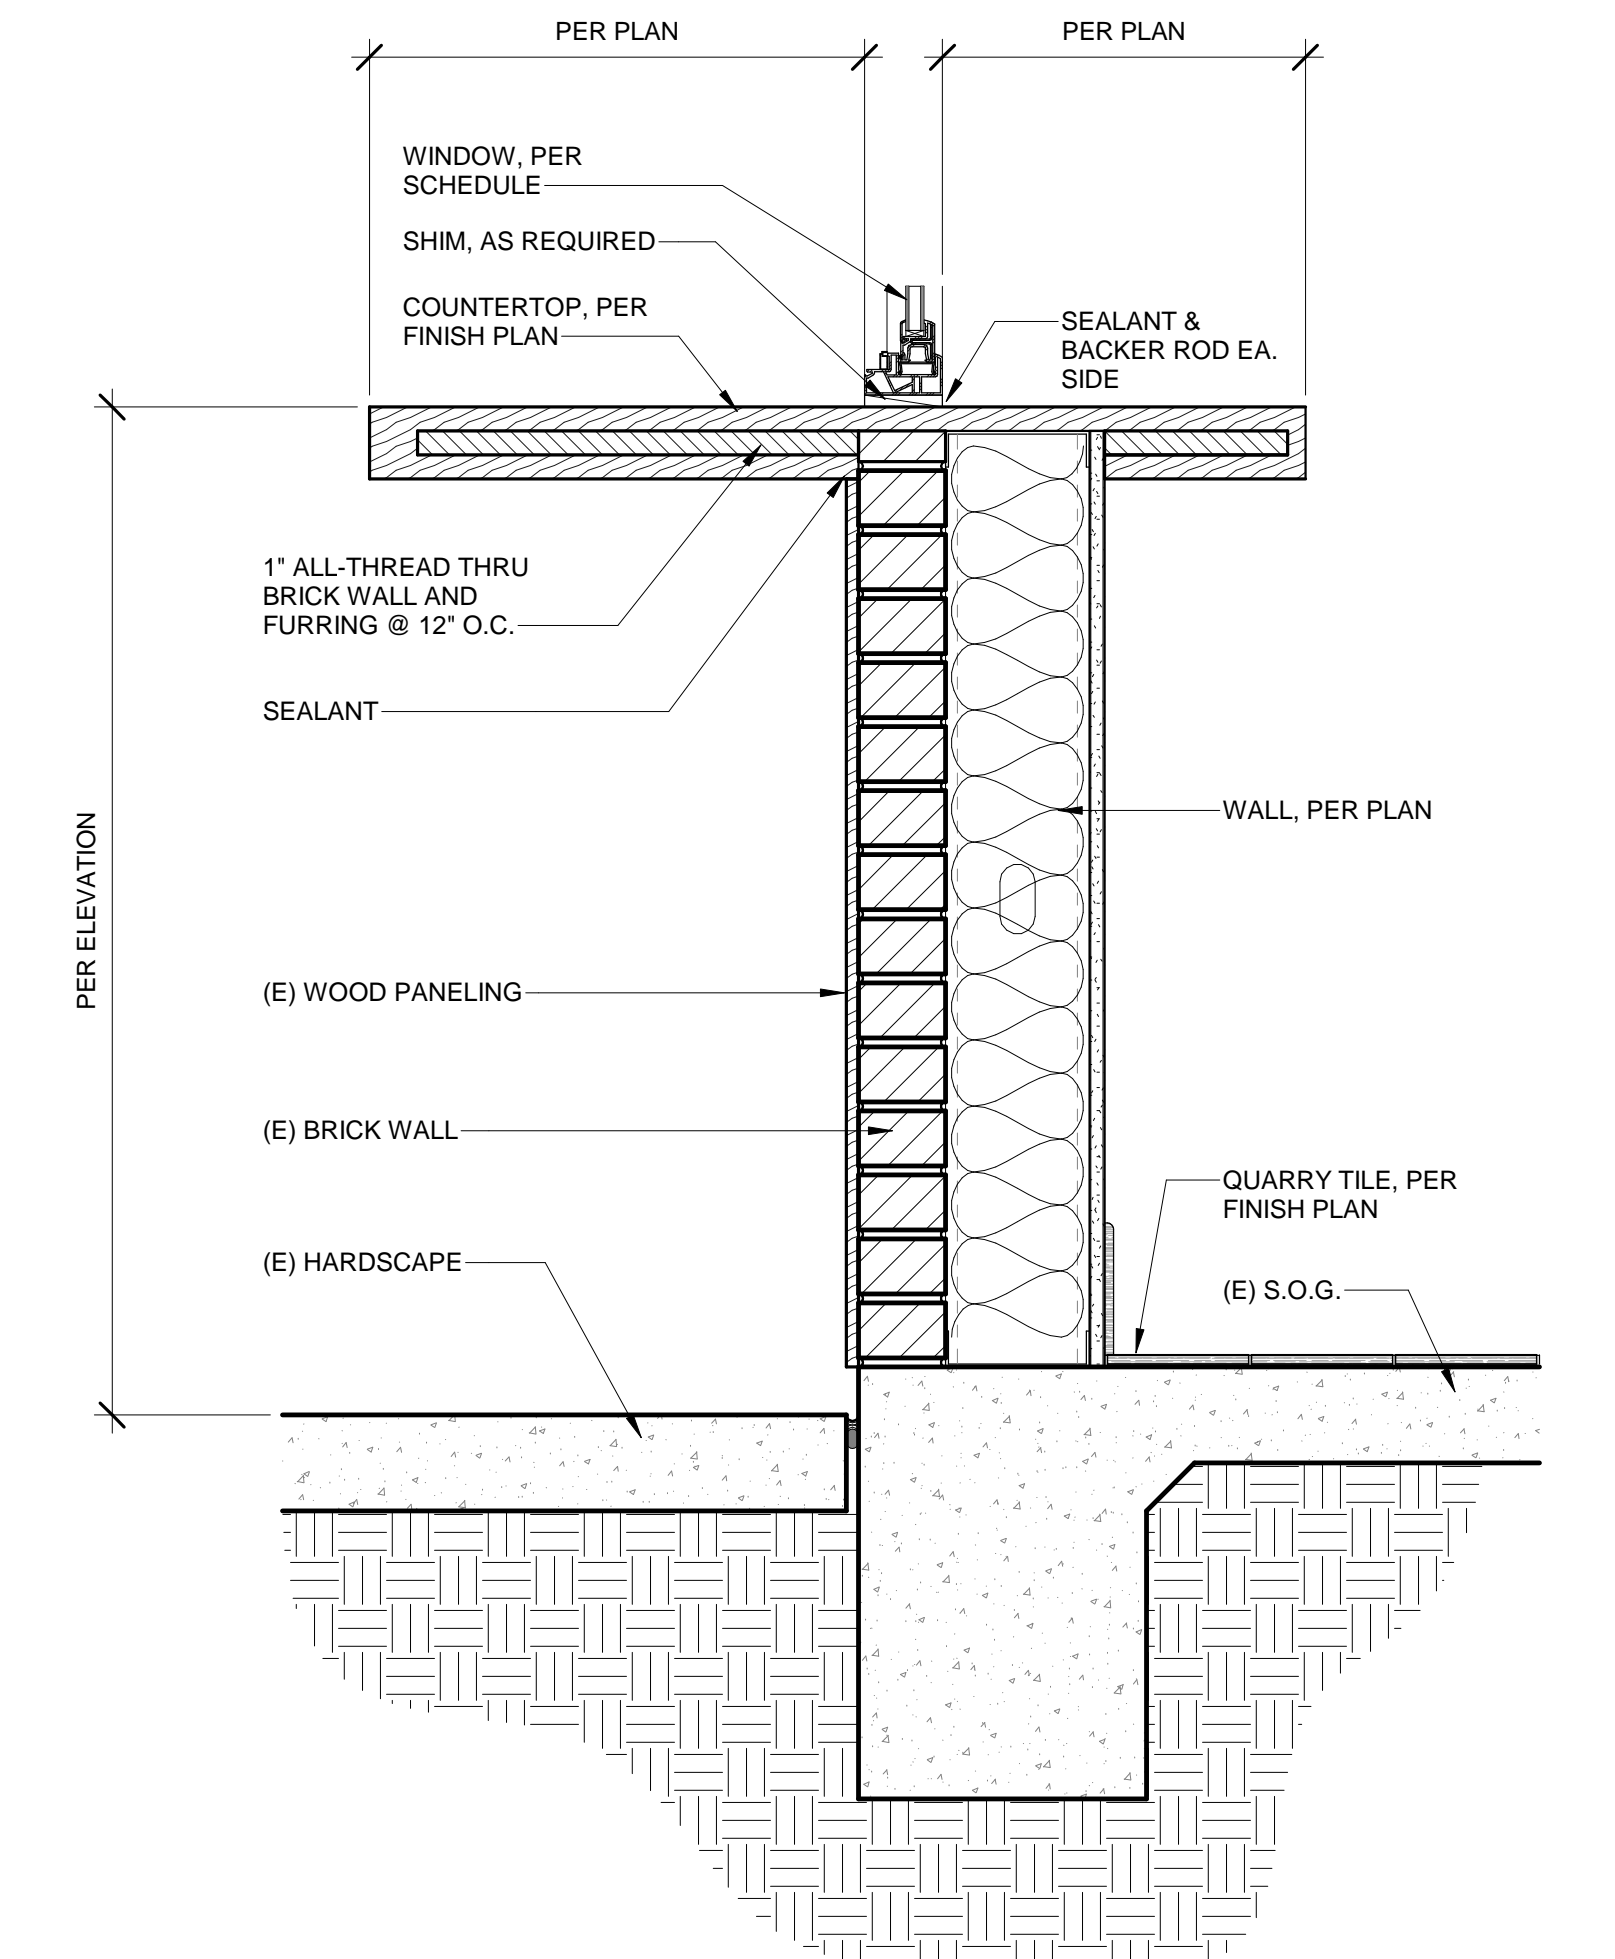 PER PLAN
PER PLAN
WINDOW, PER
SCHEDULE
SHIM, AS REQUIRED
COUNTERTOP, PER
FINISH PLAN
SEALANT &
BACKER ROD EA.
SIDE
1" ALL-THREAD THRU
BRICK WALL AND
FURRING @ 12" O.C.
SEALANT
WALL, PER PLAN
PER ELEVATION
(E) WOOD PANELING
(E) BRICK WALL
QUARRY TILE, PER
FINISH PLAN
(E) HARDSCAPE
(E) S.O.G.